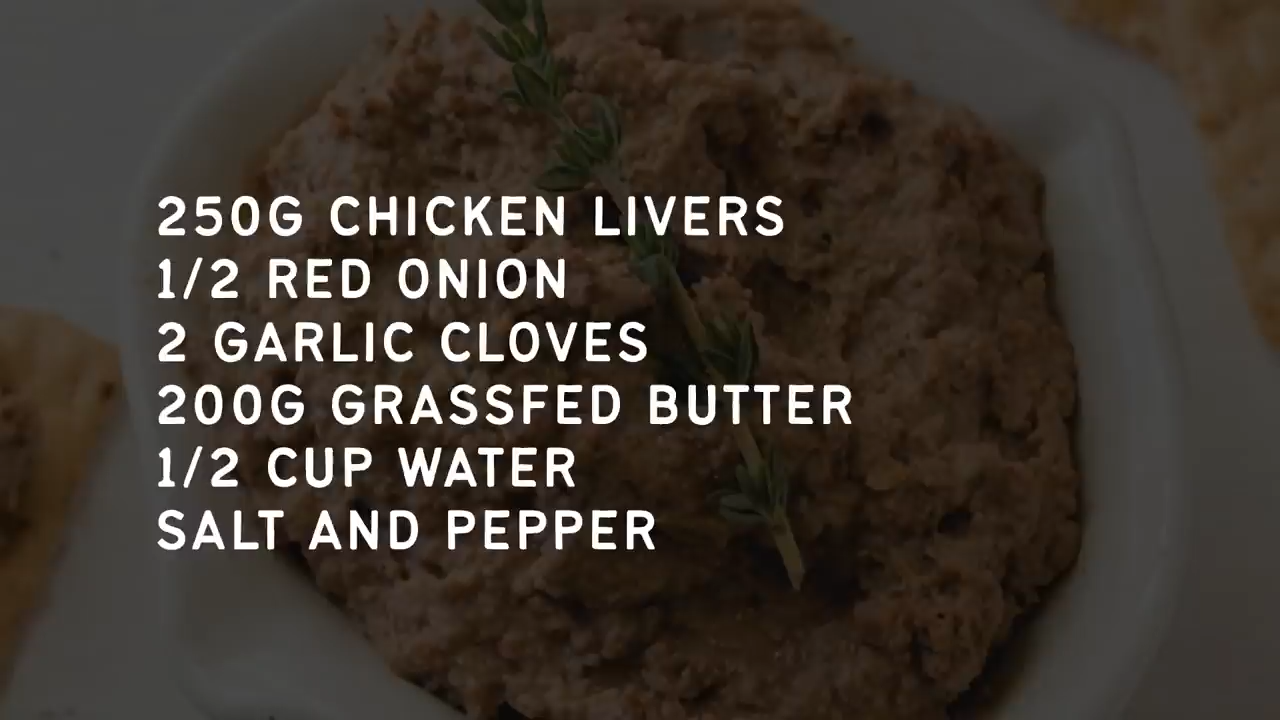 250G CHICKEN LIVERS
1/2 RED ONION
2 GARLIC CLOVES
200G GRASSFED BUTTER
1/2 CUP WATER
SALT AND PEPPER